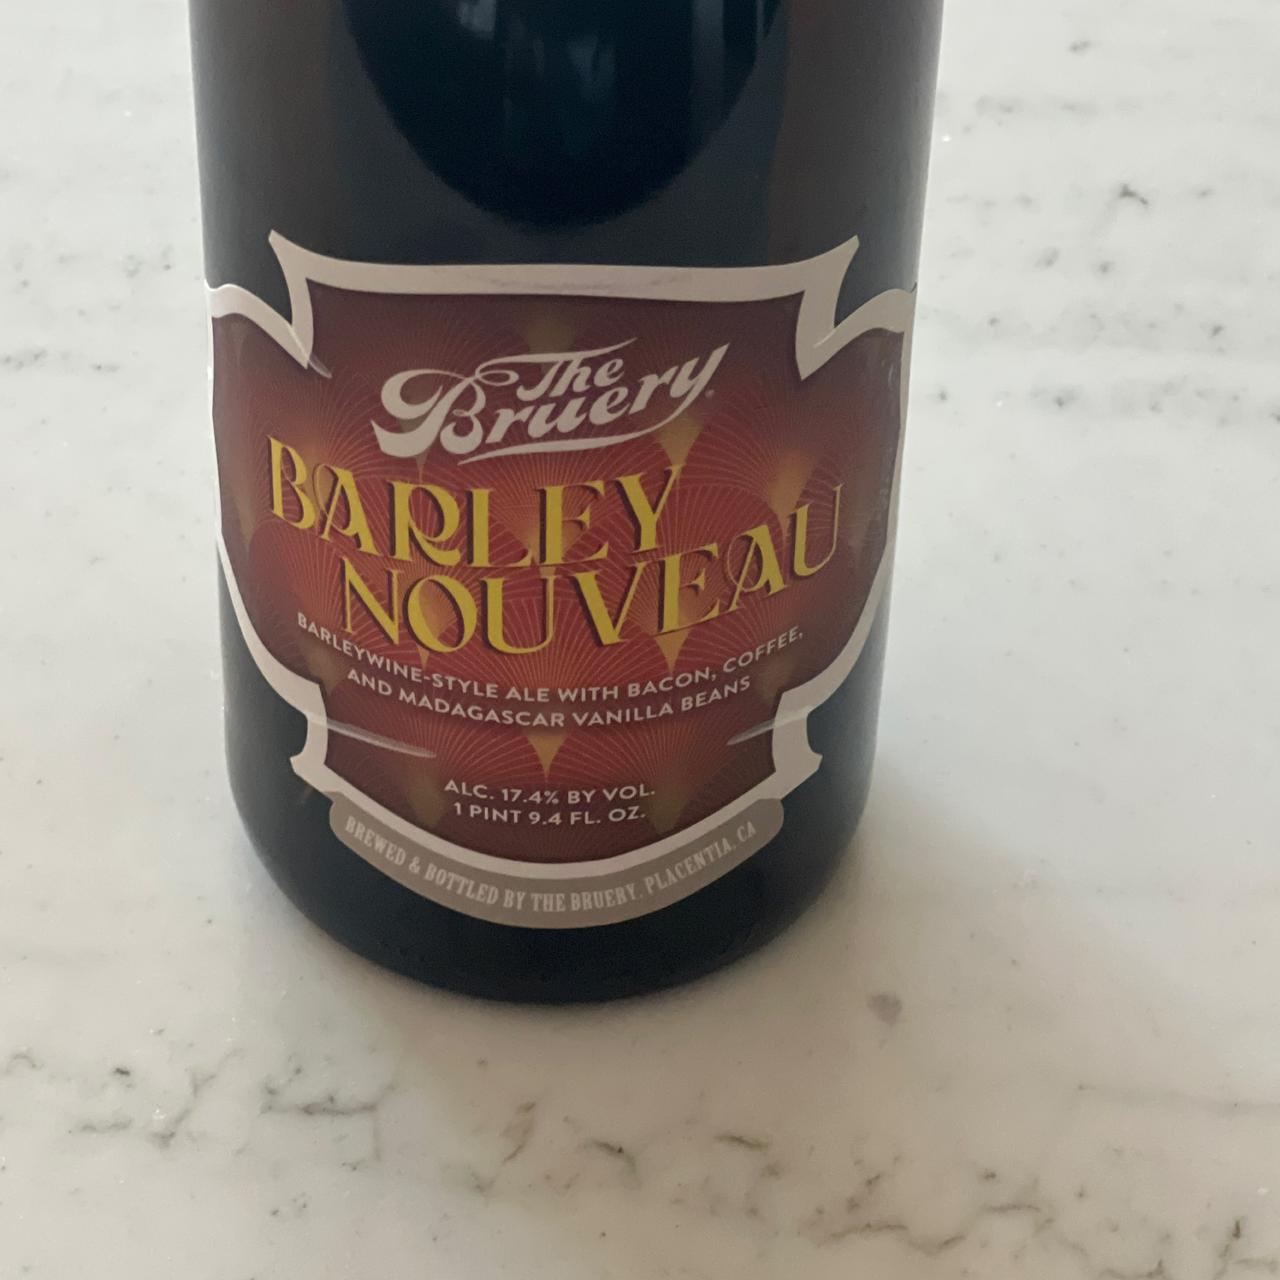 The
Bruery
BARLEY
NOUVEAU
BARLEYWINE-STYLE ALE WITH BACON, COFFEE,
AND MADAGASCAR VANILLA BEANS
ALC. 17.4% BY VOL.
1 PINT 9.4 FL. OZ.
BREWED & BOTTLED BY THE BRUERY. PLACENTIA, CA